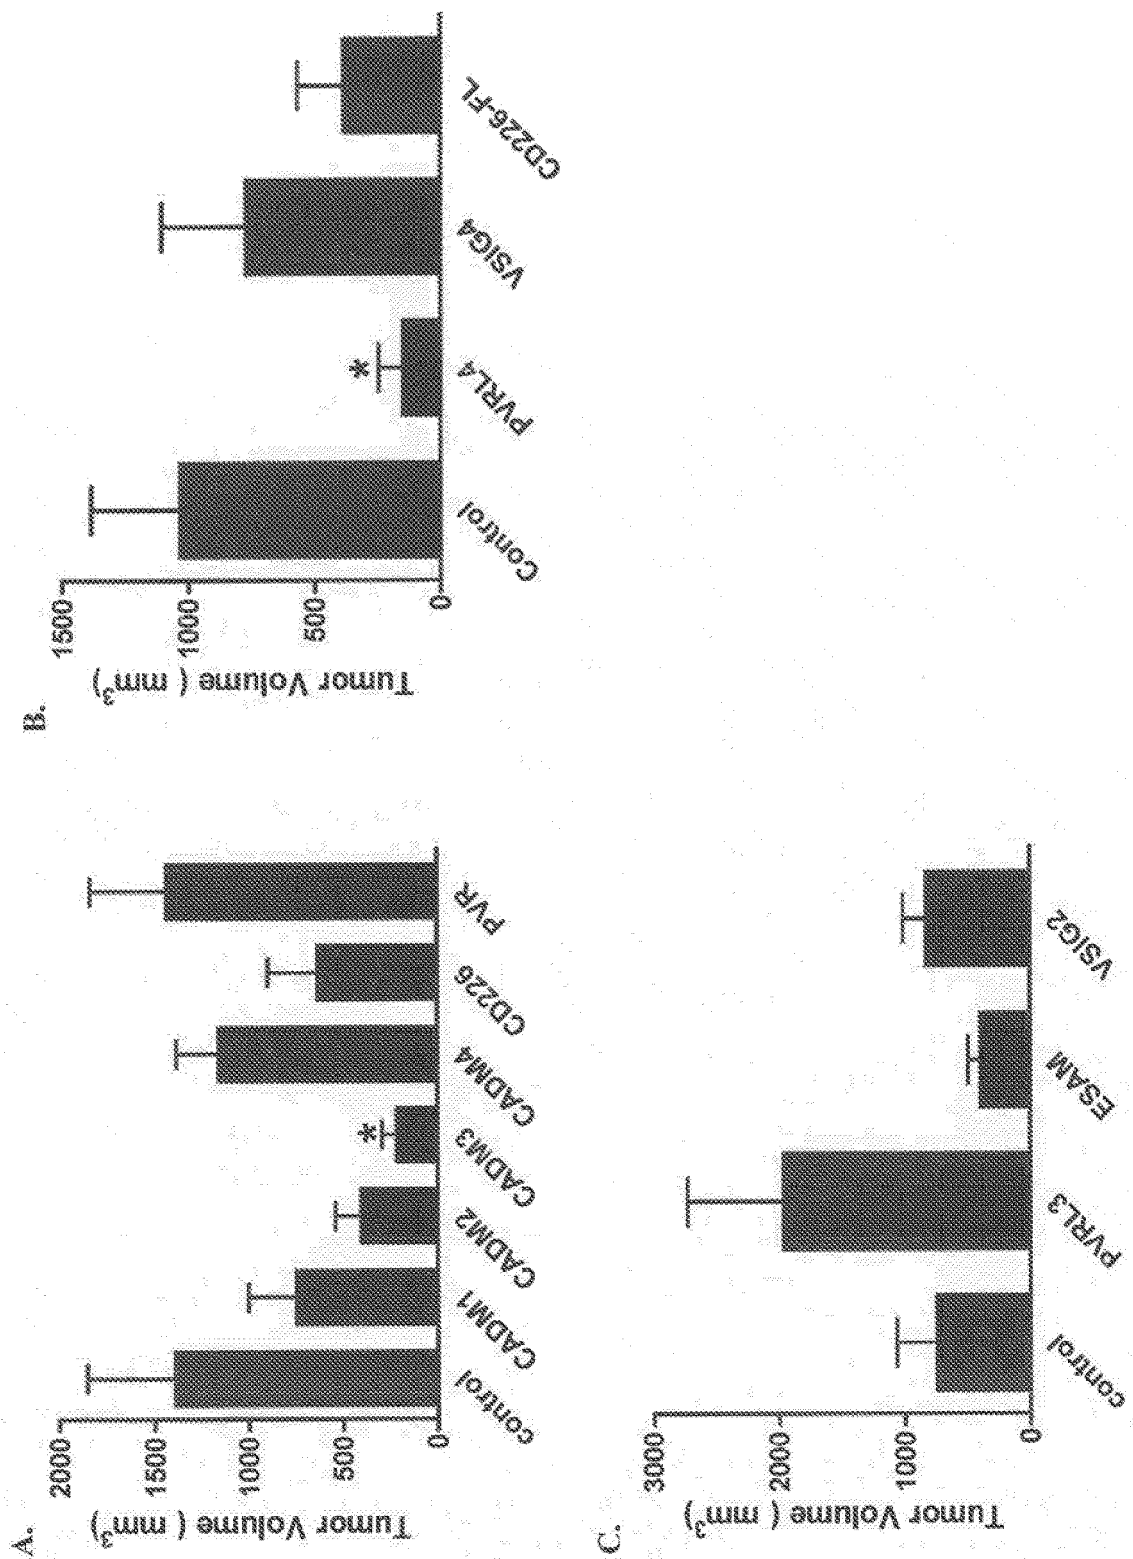 A.
Tumor Volume ( mm3)
2000
1500
1000
500
0
control
CADM1
CADM2
CADM3
CADM4
CD226
PVR
*
B.
Tumor Volume ( mm3)
1500
1000
500
0
Control
PVRL4
VSIG4
CD226-FL
*
C.
Tumor Volume ( mm3)
3000
2000
1000
0
control
PVRL3
ESAM
VSIG2